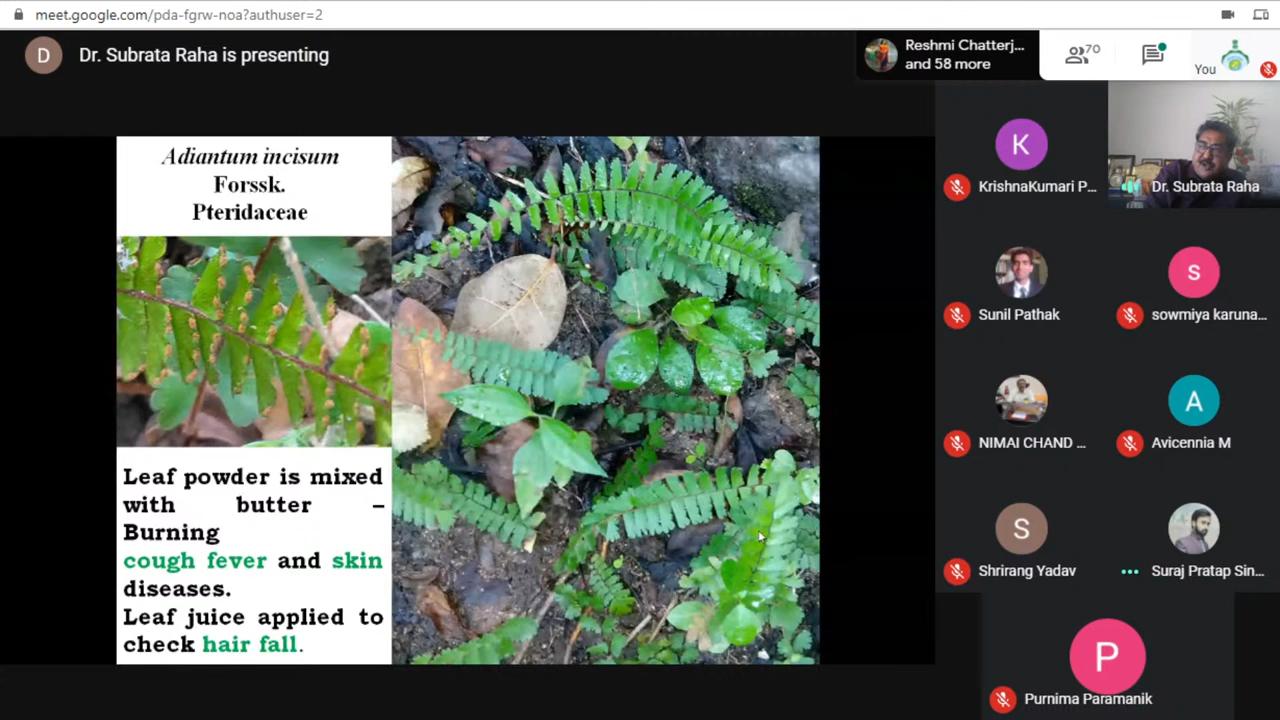 meet.google.com/pda-fgrw-noa?authuser=2
D
Dr. Subrata Raha is presenting
Reshmi Chatterj...
and 58 more
70
You
Adiantum incisum
Forssk.
Pteridaceae
Leaf powder is mixed
with butter –
Burning
cough fever and skin
diseases.
Leaf juice applied to
check hair fall.
K
KrishnaKumari P...
Dr. Subrata Raha
Sunil Pathak
s
sowmiya karuna...
NIMAI CHAND ...
A
Avicennia M
S
Shrirang Yadav
Suraj Pratap Sin...
P
Purnima Paramanik